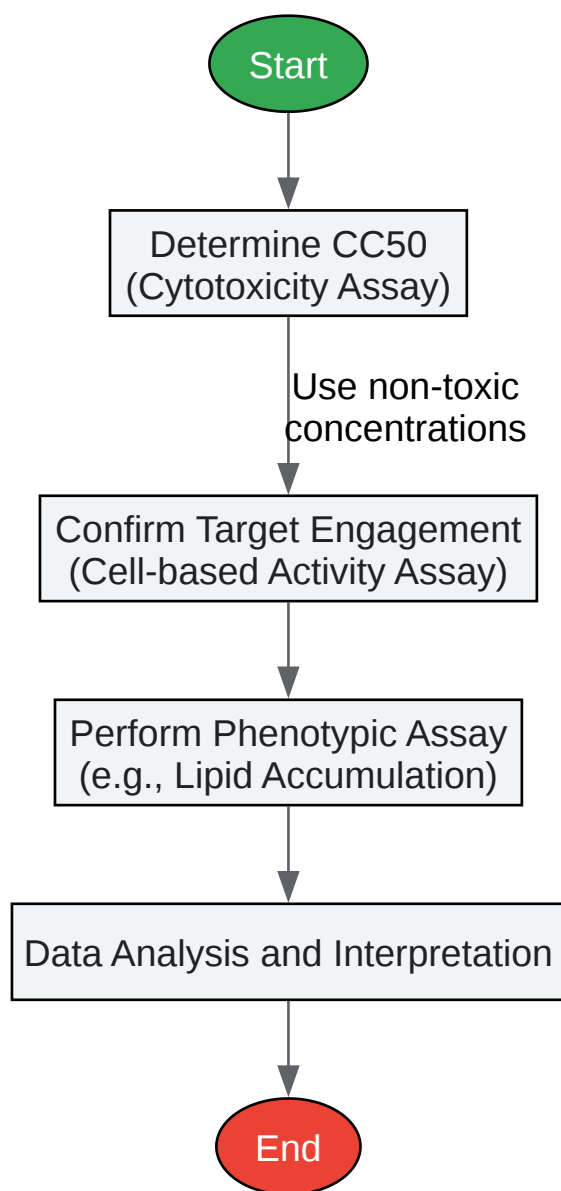 Start
Determine CC50
(Cytotoxicity Assay)
Use non-toxic
concentrations
Confirm Target Engagement
(Cell-based Activity Assay)
Perform Phenotypic Assay
(e.g., Lipid Accumulation)
Data Analysis and Interpretation
End